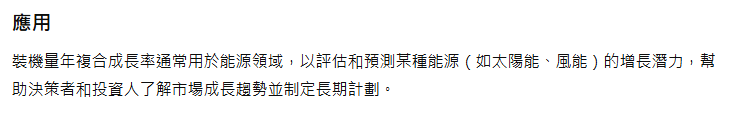 應用
裝機量年複合成長率通常用於能源領域，以評估和預測某種能源（如太陽能、風能）的增長潛力，幫
助決策者和投資人了解市場成長趨勢並制定長期計劃。